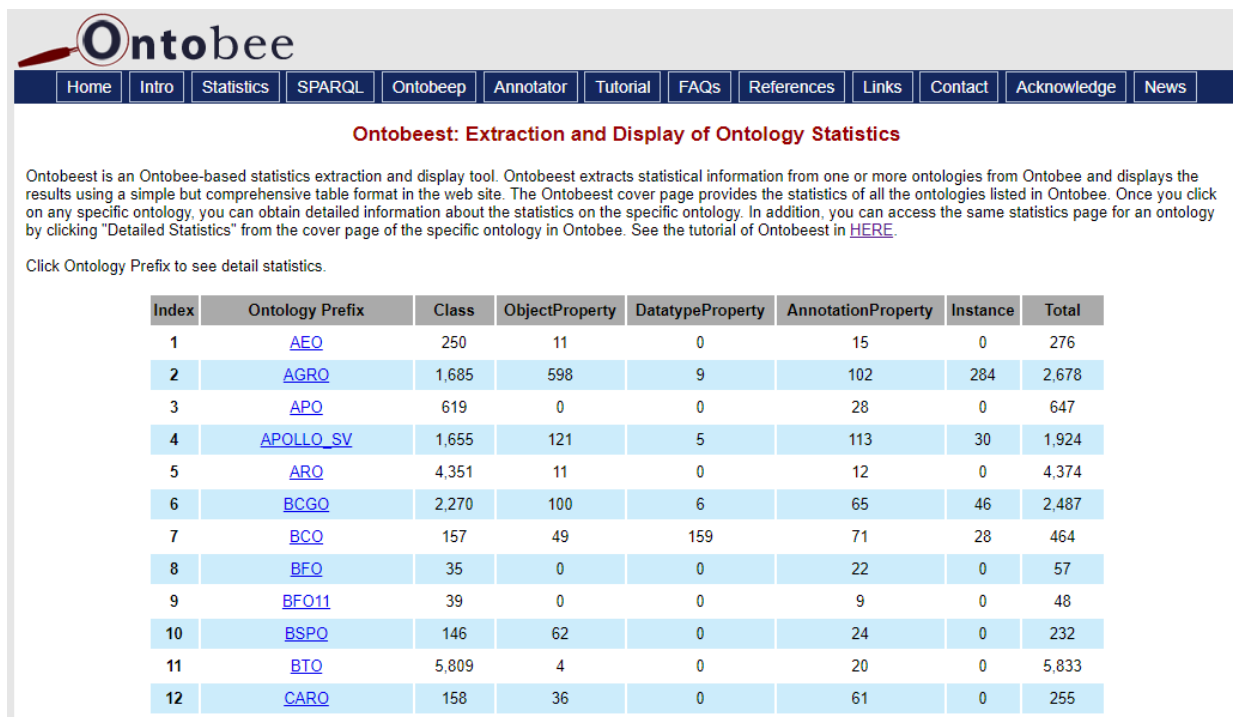 Ontobee
Home Intro Statistics SPARQL Ontobeep Annotator Tutorial FAQs References Links Contact Acknowledge News
Ontobeest: Extraction and Display of Ontology Statistics
Ontobeest is an Ontobee-based statistics extraction and display tool. Ontobeest extracts statistical information from one or more ontologies from Ontobee and displays the
results using a simple but comprehensive table format in the web site. The Ontobeest cover page provides the statistics of all the ontologies listed in Ontobee. Once you click
on any specific ontology, you can obtain detailed information about the statistics on the specific ontology. In addition, you can access the same statistics page for an ontology
by clicking "Detailed Statistics" from the cover page of the specific ontology in Ontobee. See the tutorial of Ontobeest in HERE.
Click Ontology Prefix to see detail statistics.
Index Ontology Prefix Class ObjectProperty DatatypeProperty AnnotationProperty Instance Total
1 AEO 250 11 0 15 0 276
2 AGRO 1,685 598 9 102 284 2,678
3 APO 619 0 0 28 0 647
4 APOLLO_SV 1,655 121 5 113 30 1,924
5 ARO 4,351 11 0 12 0 4,374
6 BCGO 2,270 100 6 65 46 2,487
7 BCO 157 49 159 71 28 464
8 BFO 35 0 0 22 0 57
9 BFO11 39 0 0 9 0 48
10 BSPO 146 62 0 24 0 232
11 BTO 5,809 4 0 20 0 5,833
12 CARO 158 36 0 61 0 255